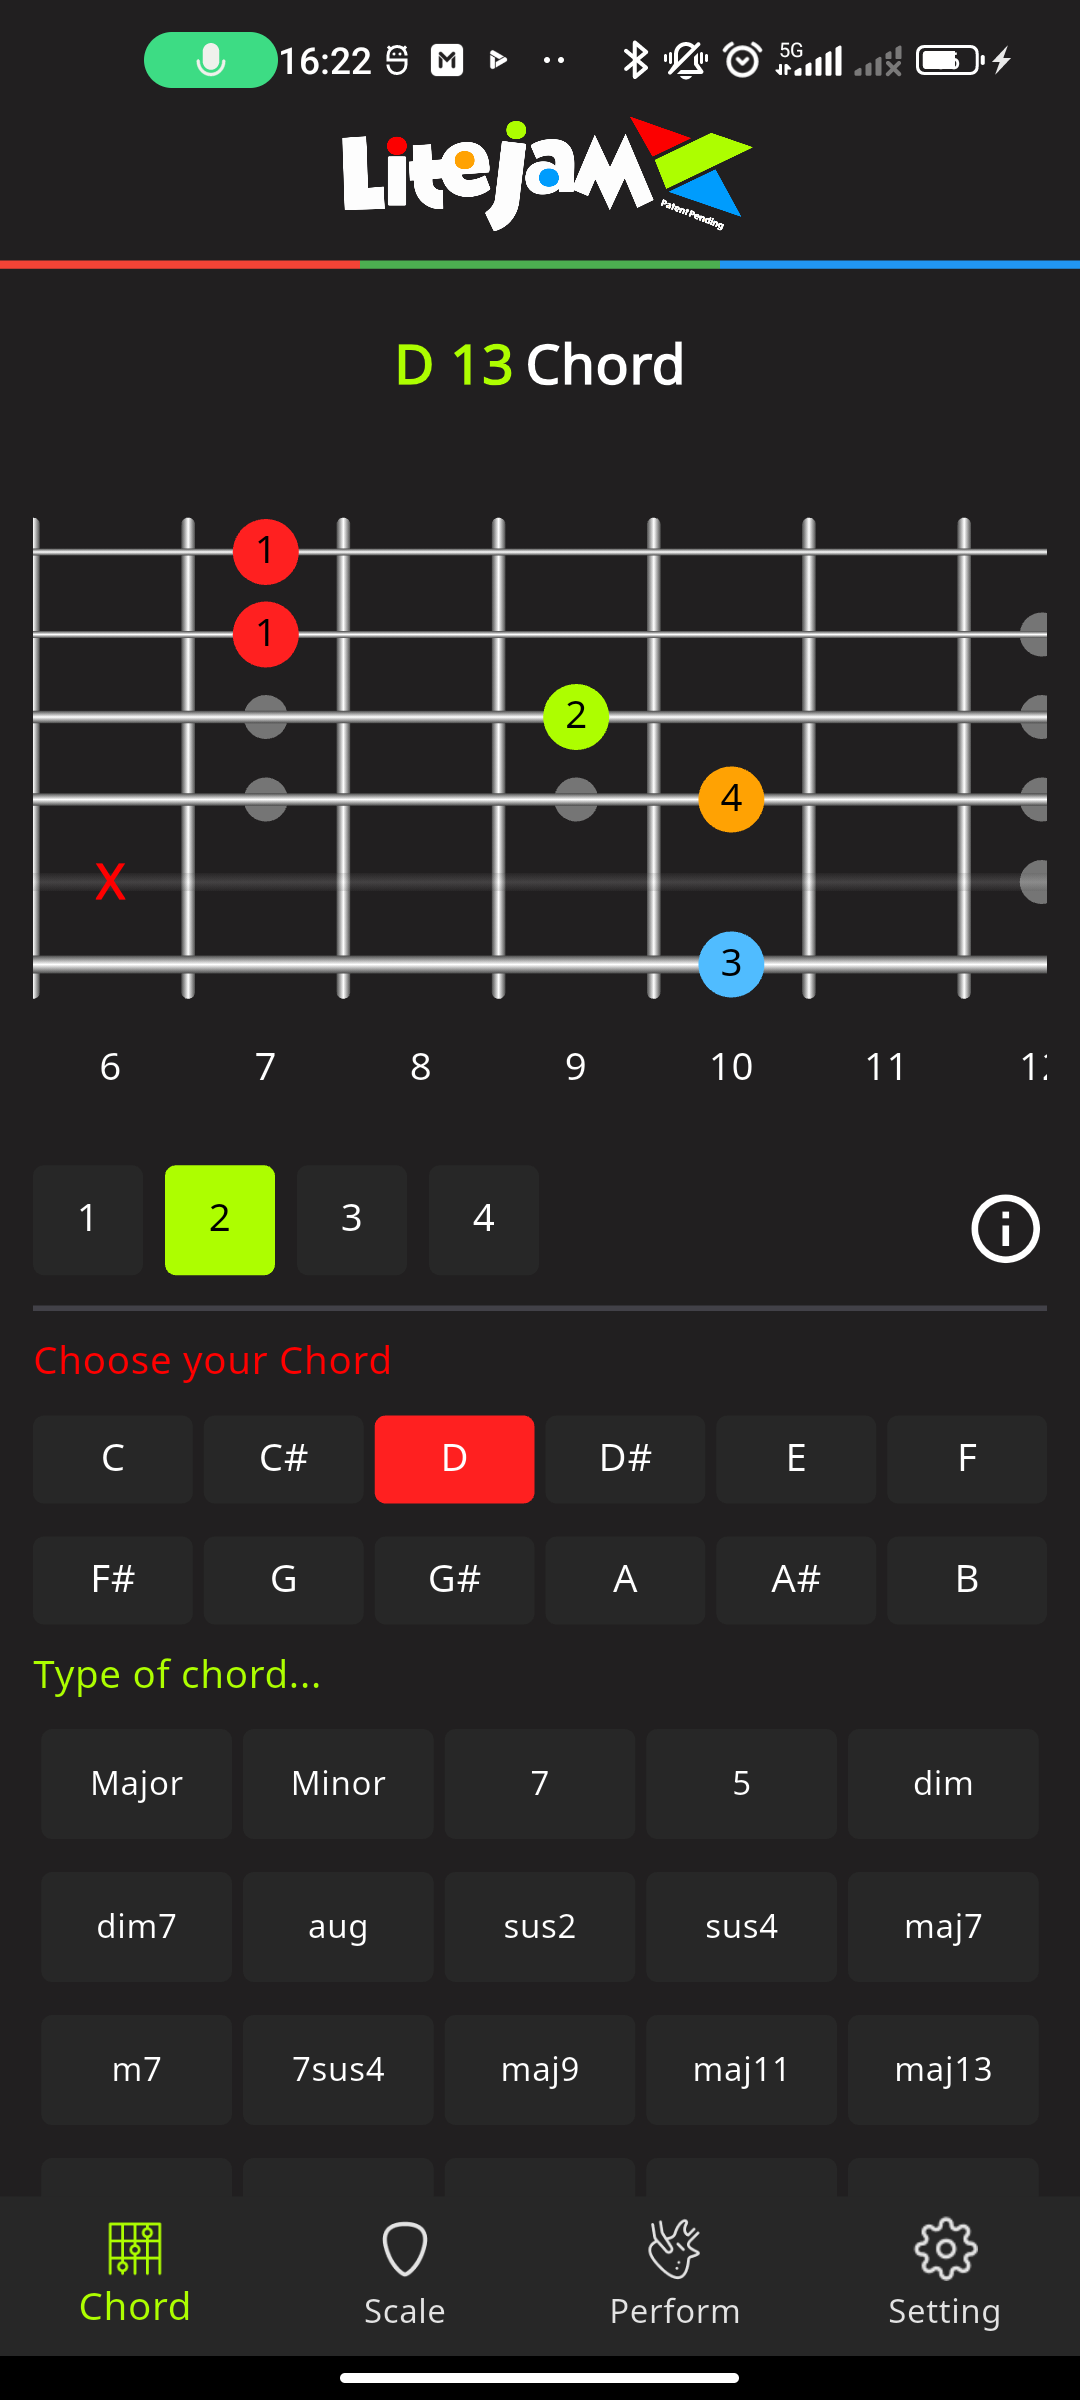 16:22
5G
LiteJam
Patent Pending
D 13 Chord
1
1
2
4
X
3
6 7 8 9 10 11
1 2 3 4
Choose your Chord
C C# D D# E F
F# G G# A A# B
Type of chord...
Major Minor 7 5 dim
dim7 aug sus2 sus4 maj7
m7 7sus4 maj9 maj11 maj13
Chord Scale Perform Setting